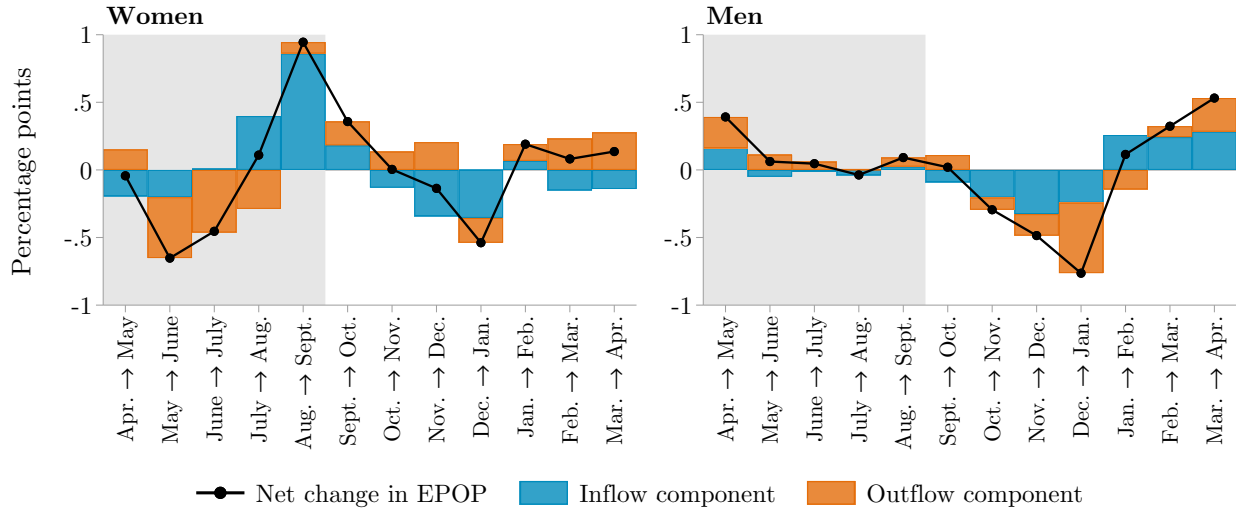 Women
Men
Percentage points
1
.5
0
-.5
-1
1
.5
0
-.5
-1
Apr. → May
May → June
June → July
July → Aug.
Aug. → Sept.
Sept. → Oct.
Oct. → Nov.
Nov. → Dec.
Dec. → Jan.
Jan. → Feb.
Feb. → Mar.
Mar. → Apr.
Apr. → May
May → June
June → July
July → Aug.
Aug. → Sept.
Sept. → Oct.
Oct. → Nov.
Nov. → Dec.
Dec. → Jan.
Jan. → Feb.
Feb. → Mar.
Mar. → Apr.
Net change in EPOP
Inflow component
Outflow component